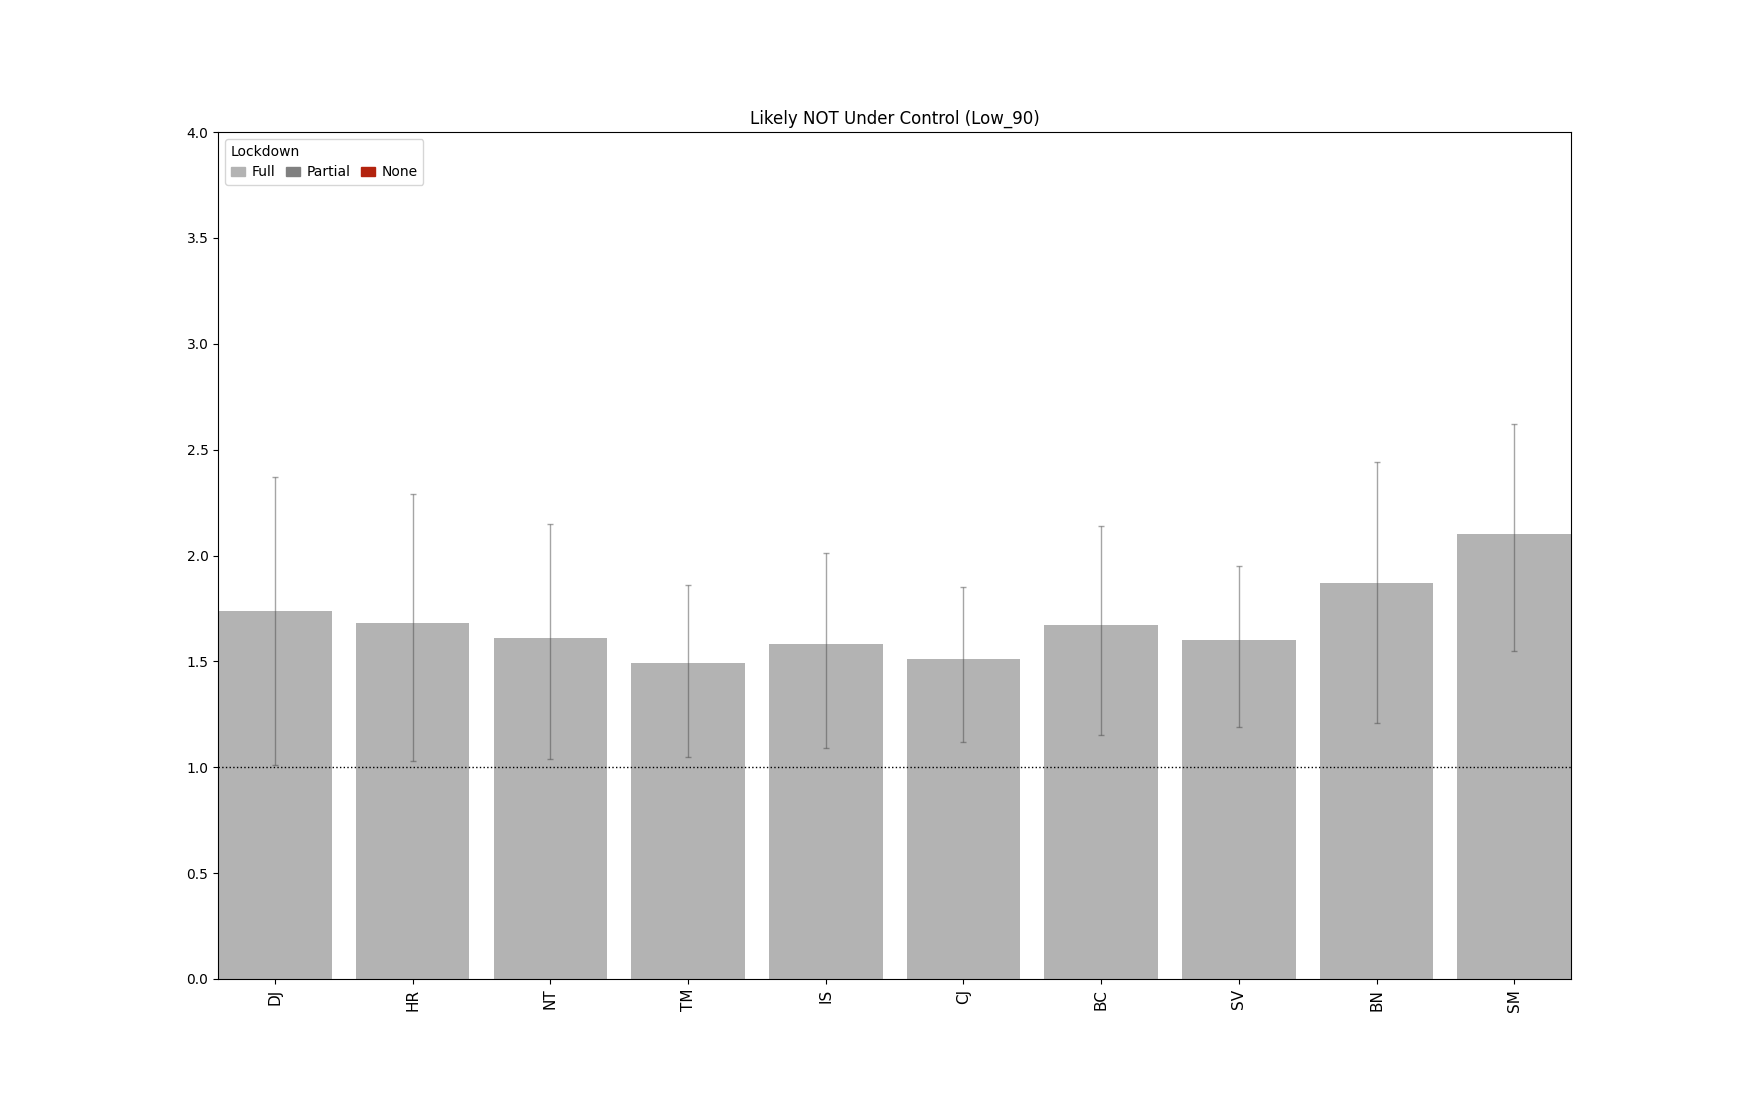 Likely NOT Under Control (Low_90)
4.0
Lockdown
Full Partial None
3.5
3.0
2.5
2.0
1.5
1.0
0.5
0.0
DJ HR NT TM IS CJ BC SV BN SM